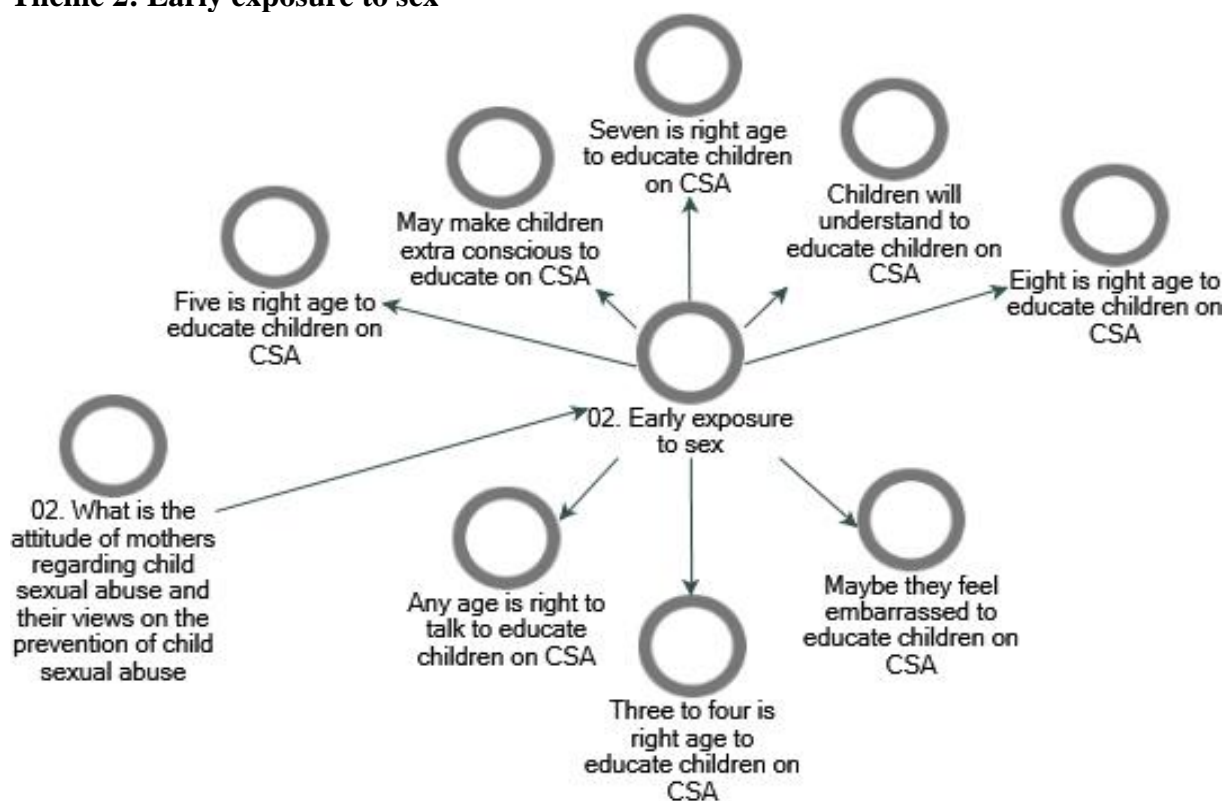 Theme 2: Early exposure to sex
Seven is right age
to educate children
on CSA
Children will
understand to
educate children on
CSA
May make children
extra conscious to
educate on CSA
Eight is right age to
educate children on
CSA
Five is right age to
educate children on
CSA
02. Early exposure
to sex
02. What is the
attitude of mothers
regarding child
sexual abuse and
their views on the
prevention of child
sexual abuse
Any age is right to
talk to educate
children on CSA
Three to four is
right age to
educate children on
CSA
Maybe they feel
embarrassed to
educate children on
CSA